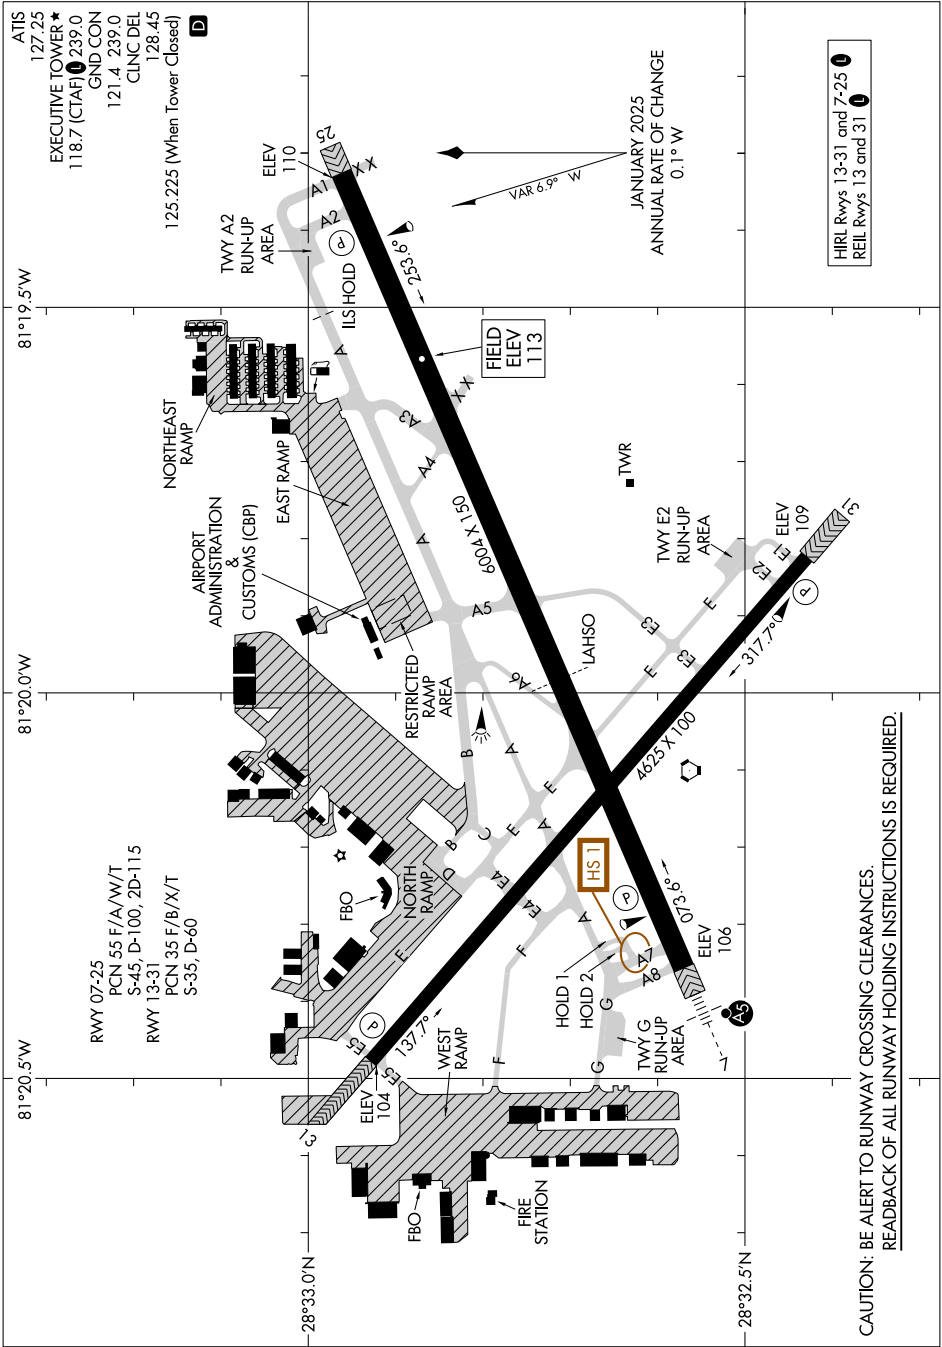 ATIS
127.25
EXECUTIVE TOWER★
118.7 (CTAF) L 239.0
GND CON
121.4 239.0
CLNC DEL
128.45
125.225 (When Tower Closed)
D
RWY 07-25
PCN 55 F/A/W/T
S-45, D-100, 2D-115
RWY 13-31
PCN 35 F/B/X/T
S-35, D-60
81°19.5'W
81°20.0'W
81°20.5'W
28°33.0'N
28°32.5'N
JANUARY 2025
ANNUAL RATE OF CHANGE
0.1° W
VAR 6.9° W
HIRL Rwys 13-31 and 7-25 L
REIL Rwys 13 and 31 L
25
ELEV
110
X X
A1
A2
TWY A2
RUN-UP
AREA
P
253.6°
ILS HOLD
A
FIELD
ELEV
113
X X
NORTHEAST
RAMP
EAST RAMP
A3
A4
A
6004 X 150
TWR
AIRPORT
ADMINISTRATION
&
CUSTOMS (CBP)
RESTRICTED
RAMP
AREA
A5
A6
LAHSO
TWY E2
RUN-UP
AREA
ELEV
109
31
E1
E2
E
E3
E3
E
P
317.7°
4625 X 100
B
A
E
B
C
E
A
D
E4
E4
FBO
NORTH
RAMP
E
F
A
HS 1
P
073.6°
ELEV
106
A7
A8
HOLD 1
HOLD 2
G
G
TWY G
RUN-UP
AREA
A5
7
P
137.7°
E5
E5
ELEV
104
13
WEST
RAMP
F
FBO
FIRE
STATION
CAUTION: BE ALERT TO RUNWAY CROSSING CLEARANCES.
READBACK OF ALL RUNWAY HOLDING INSTRUCTIONS IS REQUIRED.